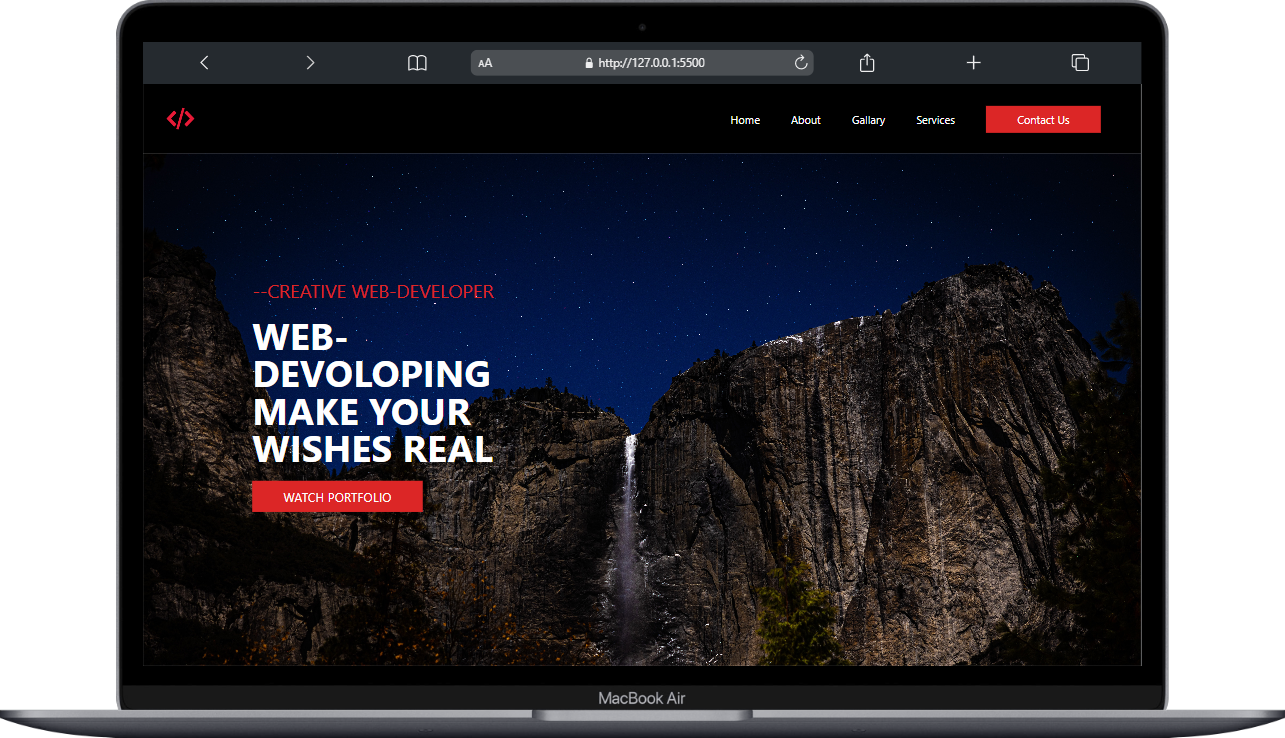 AA http://127.0.0.1:5500
</>
Home About Gallary Services Contact Us
--CREATIVE WEB-DEVELOPER
WEB-
DEVOLOPING
MAKE YOUR
WISHES REAL
WATCH PORTFOLIO
MacBook Air